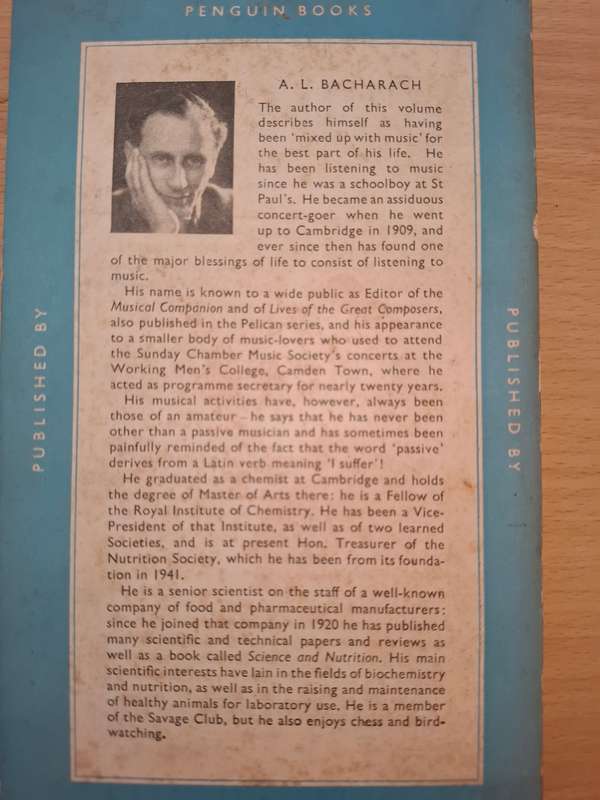 PENGUIN BOOKS
A. L. BACHARACH
The author of this volume
describes himself as having
been 'mixed up with music' for
the best part of his life. He
has been listening to music
since he was a schoolboy at St
Paul's. He became an assiduous
concert-goer when he went
up to Cambridge in 1909, and
ever since then has found one
of the major blessings of life to consist of listening to
music.
His name is known to a wide public as Editor of the
Musical Companion and of Lives of the Great Composers,
also published in the Pelican series, and his appearance
to a smaller body of music-lovers who used to attend
the Sunday Chamber Music Society's concerts at the
Working Men's College, Camden Town, where he
acted as programme secretary for nearly twenty years.
His musical activities have, however, always been
those of an amateur – he says that he has never been
other than a passive musician and has sometimes been
painfully reminded of the fact that the word 'passive'
derives from a Latin verb meaning 'I suffer'!
He graduated as a chemist at Cambridge and holds
the degree of Master of Arts there: he is a Fellow of
the Royal Institute of Chemistry. He has been a Vice-
President of that Institute, as well as of two learned
Societies, and is at present Hon. Treasurer of the
Nutrition Society, which he has been from its founda-
tion in 1941.
He is a senior scientist on the staff of a well-known
company of food and pharmaceutical manufacturers:
since he joined that company in 1920 he has published
many scientific and technical papers and reviews as
well as a book called Science and Nutrition. His main
scientific interests have lain in the fields of biochemistry
and nutrition, as well as in the raising and maintenance
of healthy animals for laboratory use. He is a member
of the Savage Club, but he also enjoys chess and bird-
watching.
PUBLISHED BY
PUBLISHED BY